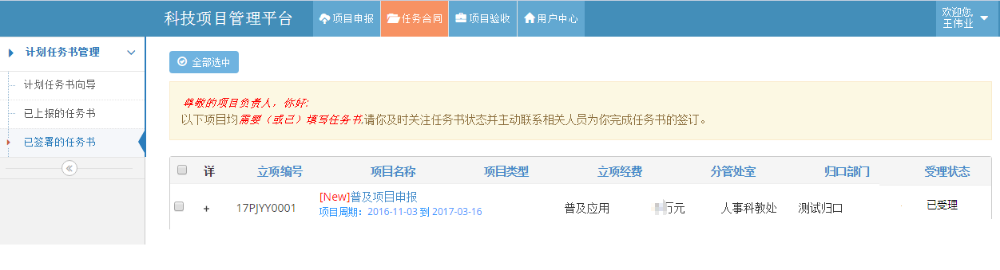 科技项目管理平台 项目申报 任务合同 项目验收 用户中心 欢迎您,
王伟业
计划任务书管理
计划任务书向导
已上报的任务书
已签署的任务书
全部选中
尊敬的项目负责人，你好:
以下项目均需要（或已）填写任务书,请你及时关注任务书状态并主动联系相关人员为你完成任务书的签订。
详 立项编号 项目名称 项目类型 立项经费 分管处室 归口部门 受理状态
+ 17PJYY0001 [New]普及项目申报 普及应用 万元 人事科教处 测试归口 已受理
项目周期：2016-11-03 到 2017-03-16